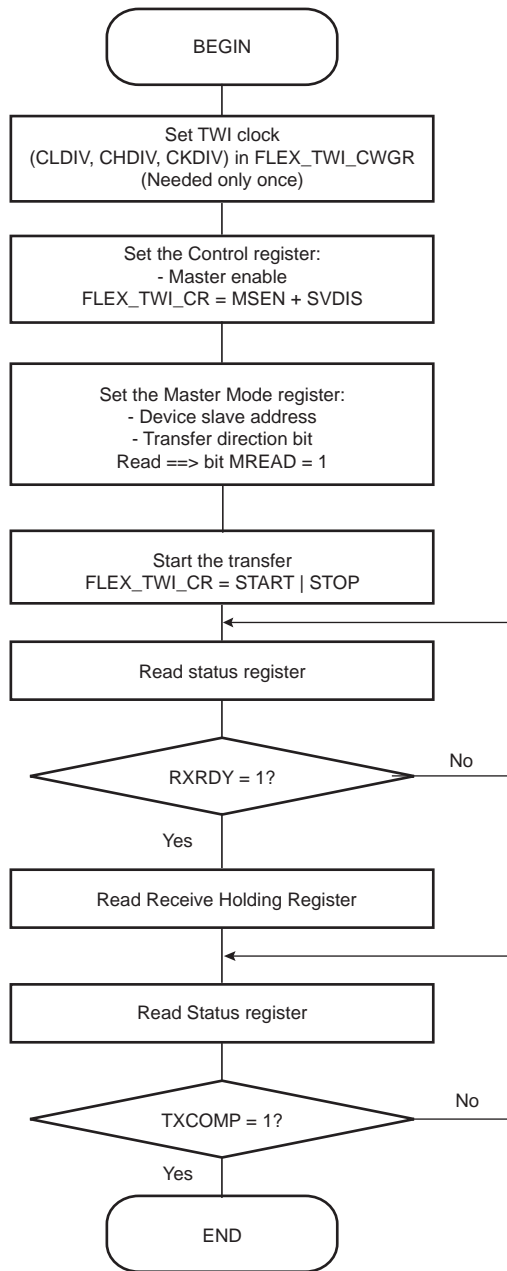 BEGIN
Set TWI clock
(CLDIV, CHDIV, CKDIV) in FLEX_TWI_CWGR
(Needed only once)
Set the Control register:
- Master enable
FLEX_TWI_CR = MSEN + SVDIS
Set the Master Mode register:
- Device slave address
- Transfer direction bit
Read ==> bit MREAD = 1
Start the transfer
FLEX_TWI_CR = START | STOP
Read status register
RXRDY = 1?
No
Yes
Read Receive Holding Register
Read Status register
TXCOMP = 1?
No
Yes
END